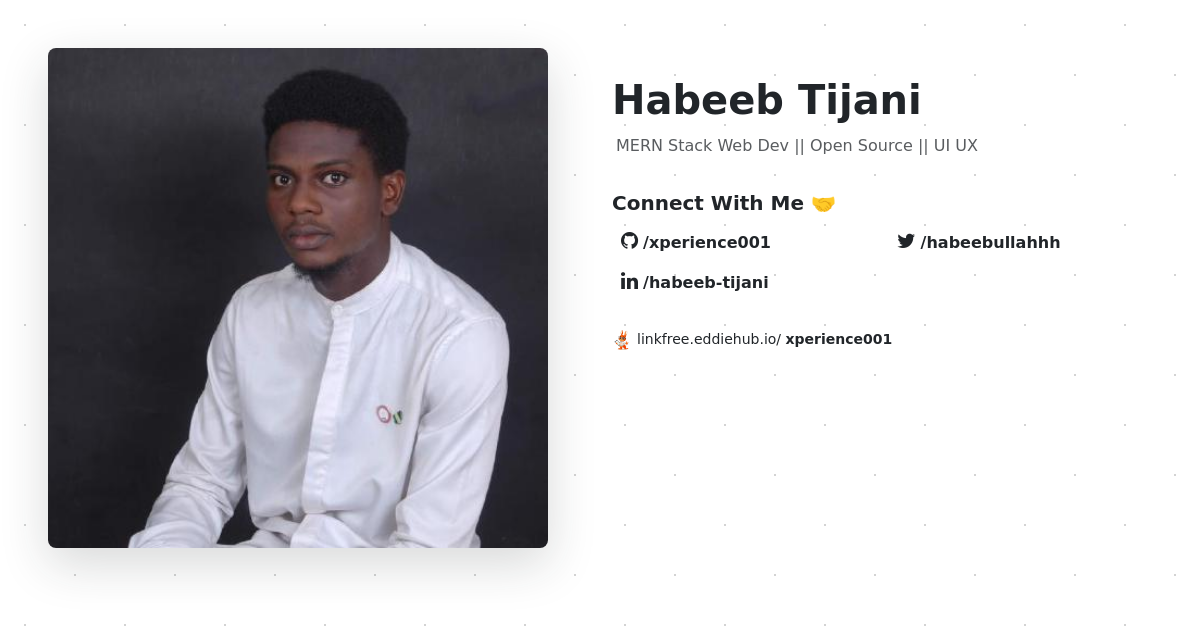 Habeeb Tijani
MERN Stack Web Dev || Open Source || UI UX
Connect With Me 🤝
/xperience001
/habeebullahhh
/habeeb-tijani
linkfree.eddiehub.io/ xperience001